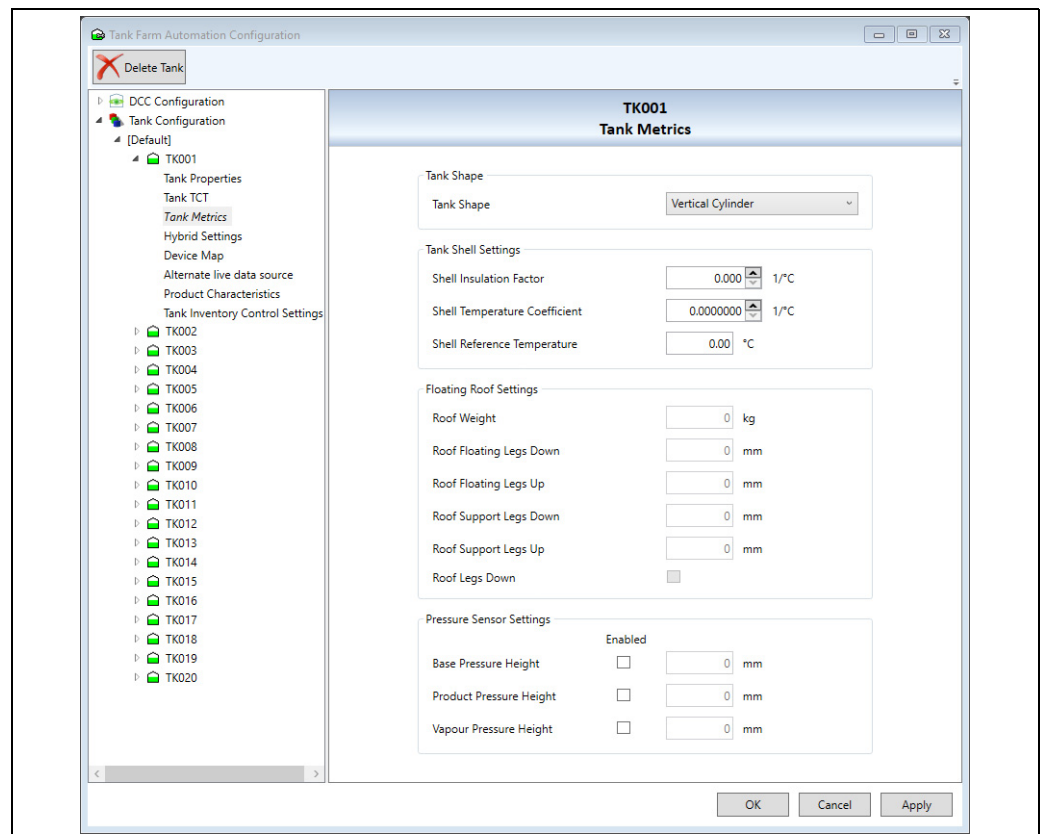 Tank Farm Automation Configuration
Delete Tank
DCC Configuration
Tank Configuration
[Default]
TK001
Tank Properties
Tank TCT
Tank Metrics
Hybrid Settings
Device Map
Alternate live data source
Product Characteristics
Tank Inventory Control Settings
TK002
TK003
TK004
TK005
TK006
TK007
TK008
TK009
TK010
TK011
TK012
TK013
TK014
TK015
TK016
TK017
TK018
TK019
TK020
TK001
Tank Metrics
Tank Shape
Tank Shape Vertical Cylinder
Tank Shell Settings
Shell Insulation Factor 0.000 1/°C
Shell Temperature Coefficient 0.0000000 1/°C
Shell Reference Temperature 0.00 °C
Floating Roof Settings
Roof Weight 0 kg
Roof Floating Legs Down 0 mm
Roof Floating Legs Up 0 mm
Roof Support Legs Down 0 mm
Roof Support Legs Up 0 mm
Roof Legs Down
Pressure Sensor Settings
Enabled
Base Pressure Height 0 mm
Product Pressure Height 0 mm
Vapour Pressure Height 0 mm
OK Cancel Apply